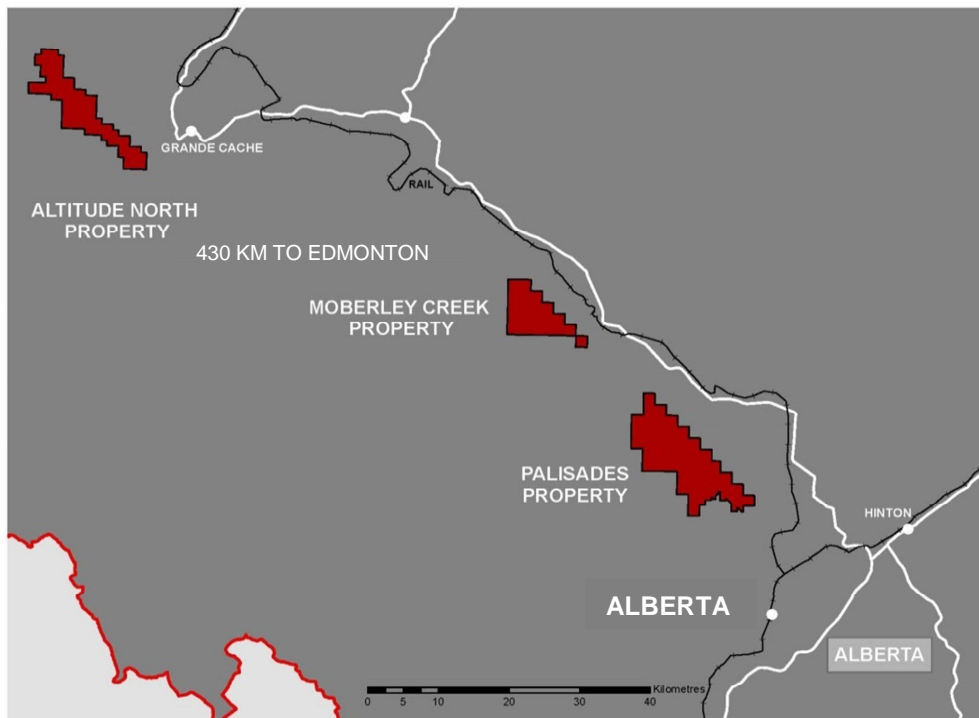 GRANDE CACHE
RAIL
ALTITUDE NORTH
PROPERTY
430 KM TO EDMONTON
MOBERLEY CREEK
PROPERTY
PALISADES
PROPERTY
HINTON
ALBERTA
ALBERTA
Kilometres
0 5 10 20 30 40